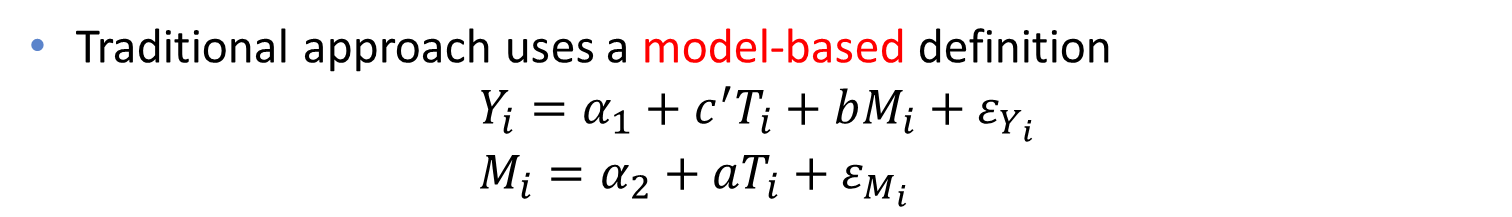 • Traditional approach uses a model-based definition
Yᵢ = α₁ + c′Tᵢ + bMᵢ + ε_{Yᵢ}
Mᵢ = α₂ + aTᵢ + ε_{Mᵢ}